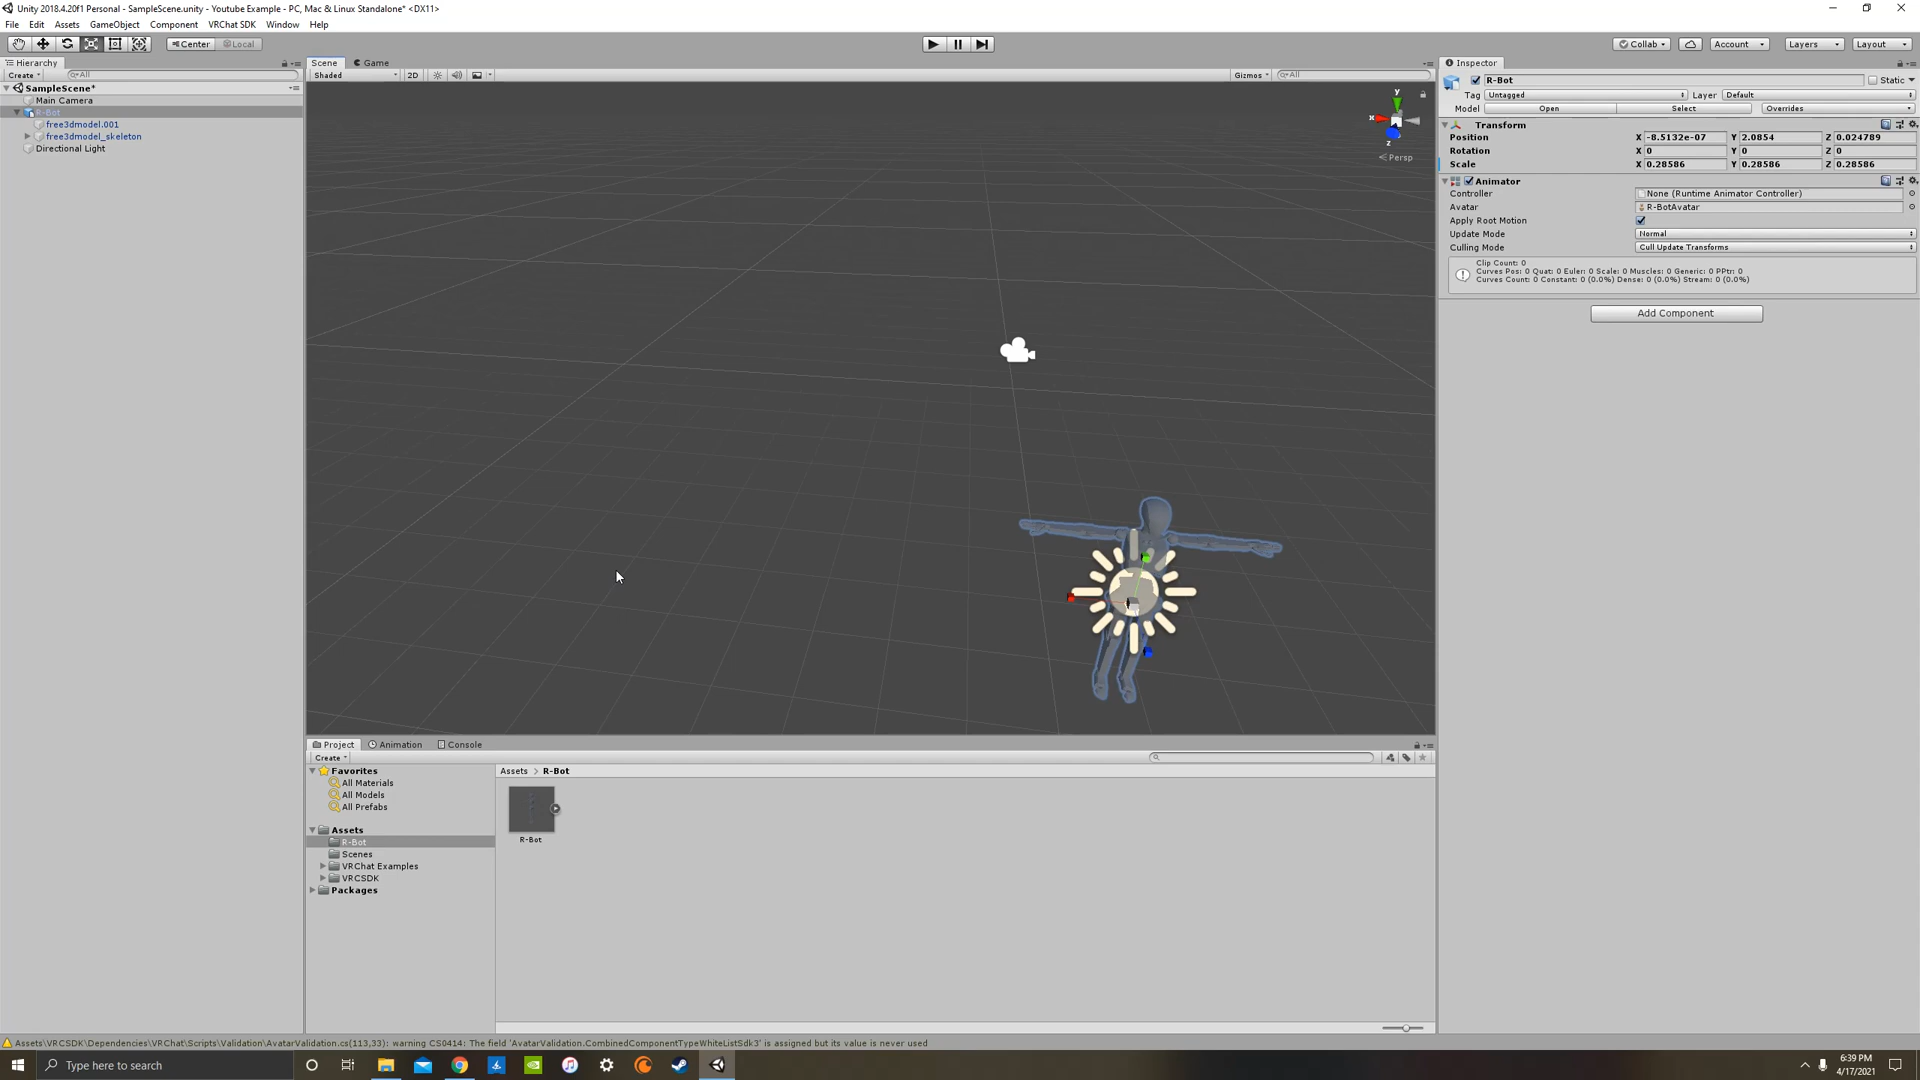 Unity 2018.4.20f1 Personal - SampleScene.unity - Youtube Example - PC, Mac & Linux Standalone* <DX11>
File Edit Assets GameObject Component VRChat SDK Window Help
Center Local Collab Account Layers Layout
Hierarchy
Create All
SampleScene*
Main Camera
R-Bot
free3dmodel.001
free3dmodel_skeleton
Directional Light
Scene Game
Shaded 2D Gizmos All
y
x
z
Persp
Inspector
R-Bot Static
Tag Untagged Layer Default
Model Open Select Overrides
Transform
Position X -8.5132e-07 Y 2.0854 Z 0.024789
Rotation X 0 Y 0 Z 0
Scale X 0.28586 Y 0.28586 Z 0.28586
Animator
Controller None (Runtime Animator Controller)
Avatar R-BotAvatar
Apply Root Motion
Update Mode Normal
Culling Mode Cull Update Transforms
Clip Count: 0
Curves Pos: 0 Quat: 0 Euler: 0 Scale: 0 Muscles: 0 Generic: 0 PPtr: 0
Curves Count: 0 Constant: 0 (0.0%) Dense: 0 (0.0%) Stream: 0 (0.0%)
Add Component
Project Animation Console
Create
Favorites
All Materials
All Models
All Prefabs
Assets
R-Bot
Scenes
VRChat Examples
VRCSDK
Packages
Assets > R-Bot
R-Bot
Assets\VRCSDK\Dependencies\VRChat\Scripts\Validation\AvatarValidation.cs(113,33): warning CS0414: The field 'AvatarValidation.CombinedComponentTypeWhiteListSdk3' is assigned but its value is never used
Type here to search
6:39 PM
4/17/2021